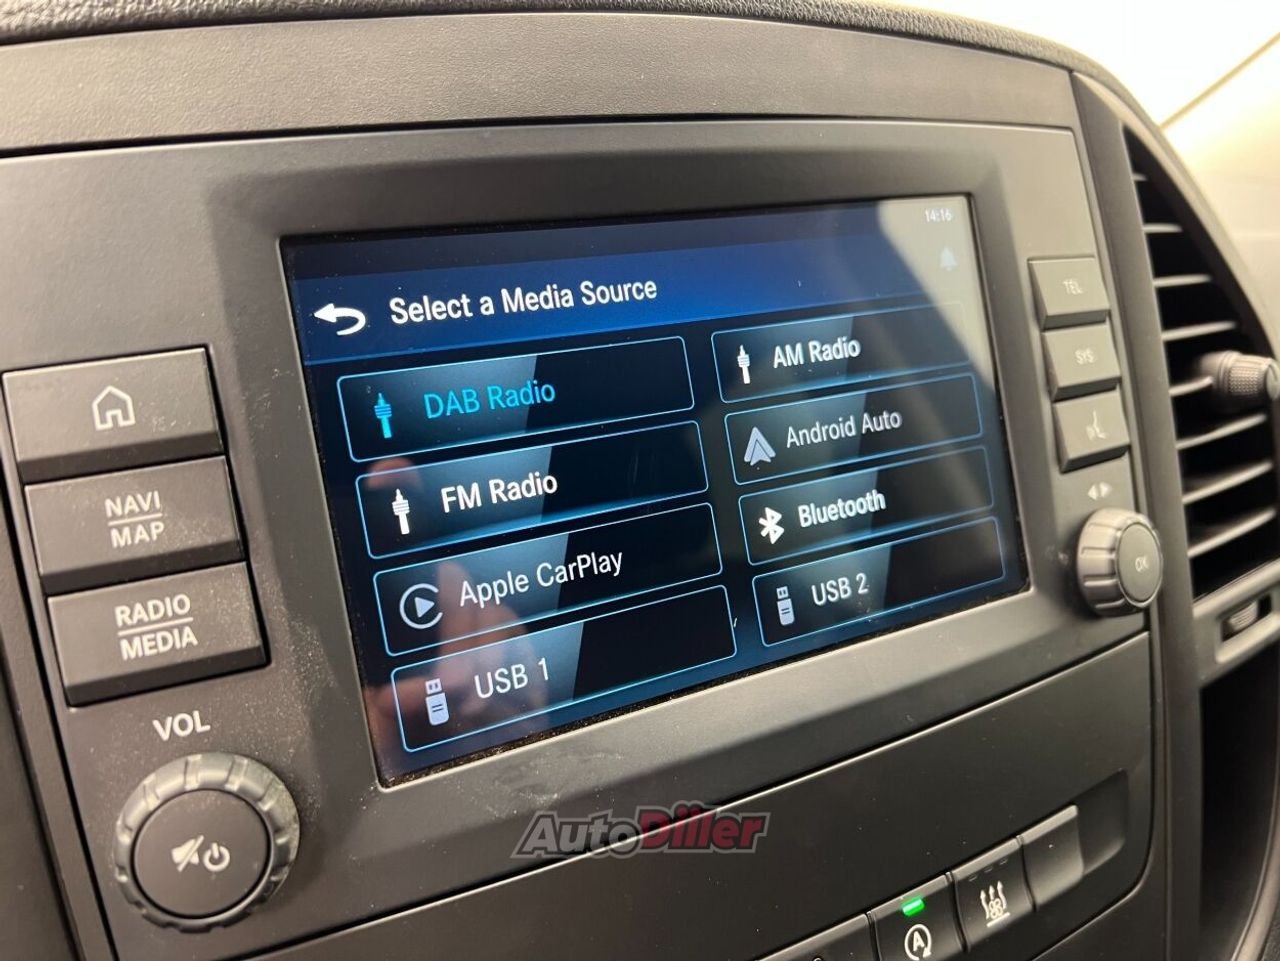 14:16
Select a Media Source
DAB Radio
AM Radio
FM Radio
Android Auto
Apple CarPlay
Bluetooth
USB 1
USB 2
NAVI
MAP
RADIO
MEDIA
VOL
TEL
SYS
OK
A
AutoDiller